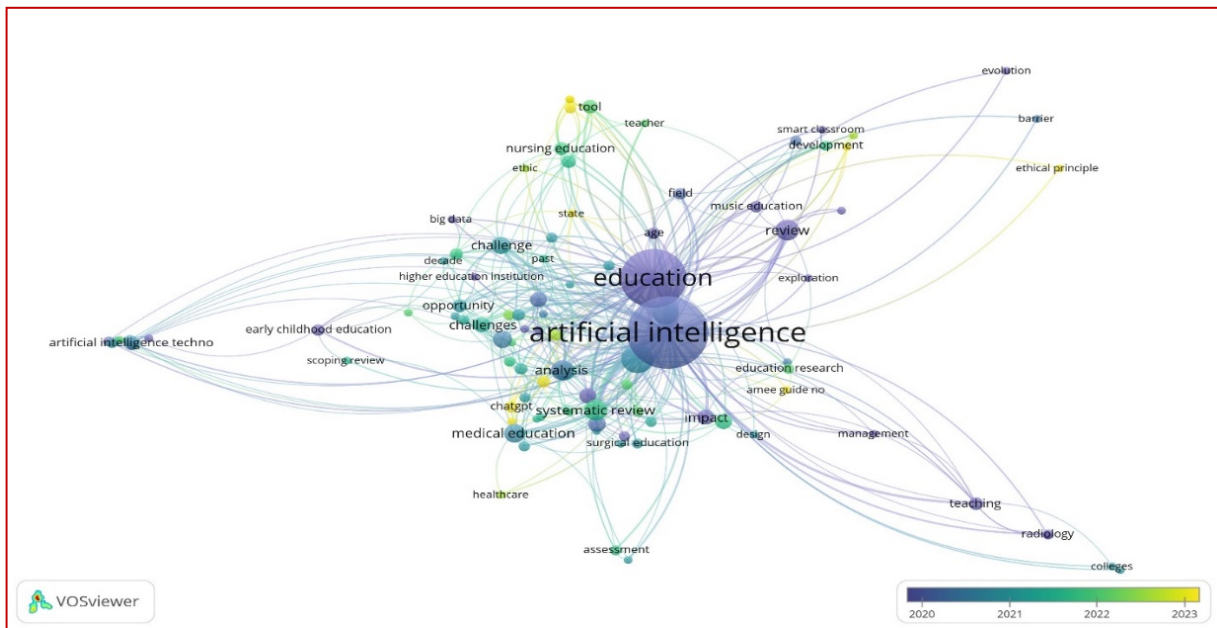 evolution
tool
barrier
teacher
smart classroom
development
nursing education
ethic
ethical principle
field
music education
big data
state
age
review
challenge
decade
past
higher education institution
education
exploration
opportunity
challenges
early childhood education
artificial intelligence
artificial intelligence techno
scoping review
analysis
education research
amee guide no
chatgpt
systematic review
impact
medical education
surgical education
design
management
healthcare
teaching
radiology
assessment
colleges
VOSviewer
2020 2021 2022 2023